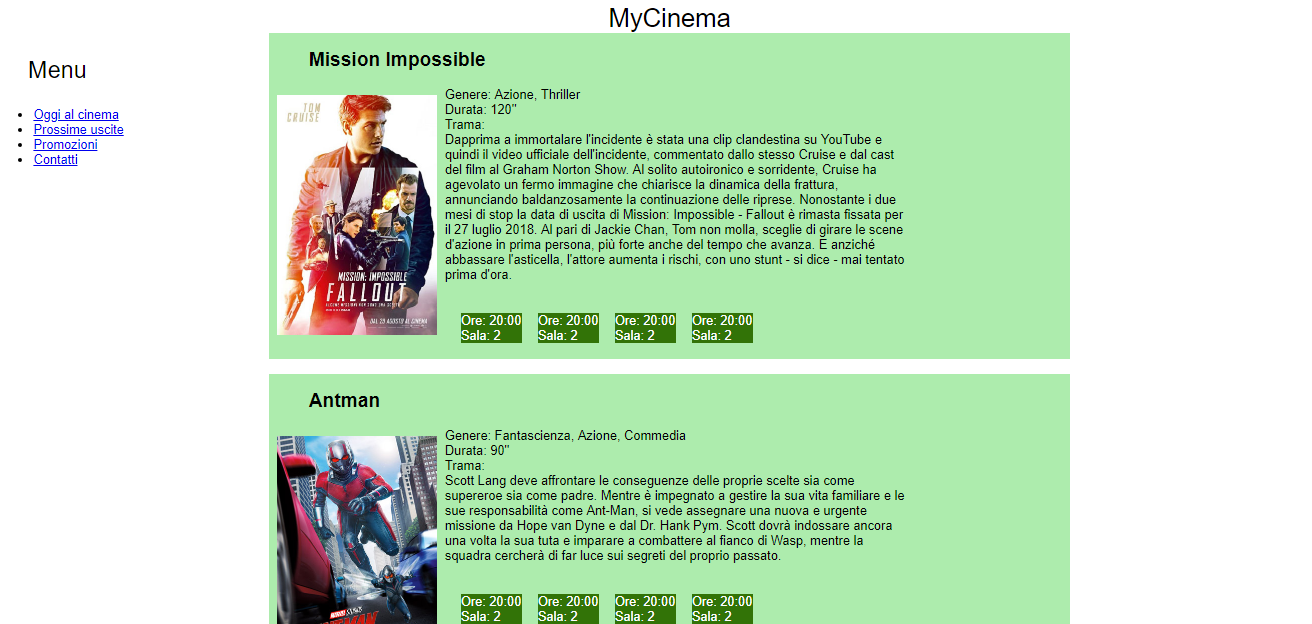 MyCinema
Menu
Oggi al cinema
Prossime uscite
Promozioni
Contatti
Mission Impossible
TOM
CRUISE
MISSION: IMPOSSIBLE
FALLOUT
DAL 29 AGOSTO AL CINEMA
Genere: Azione, Thriller
Durata: 120"
Trama:
Dapprima a immortalare l'incidente è stata una clip clandestina su YouTube e
quindi il video ufficiale dell'incidente, commentato dallo stesso Cruise e dal cast
del film al Graham Norton Show. Al solito autoironico e sorridente, Cruise ha
agevolato un fermo immagine che chiarisce la dinamica della frattura,
annunciando baldanzosamente la continuazione delle riprese. Nonostante i due
mesi di stop la data di uscita di Mission: Impossible - Fallout è rimasta fissata per
il 27 luglio 2018. Al pari di Jackie Chan, Tom non molla, sceglie di girare le scene
d'azione in prima persona, più forte anche del tempo che avanza. E anziché
abbassare l'asticella, l'attore aumenta i rischi, con uno stunt - si dice - mai tentato
prima d'ora.
Ore: 20:00 Ore: 20:00 Ore: 20:00 Ore: 20:00
Sala: 2 Sala: 2 Sala: 2 Sala: 2
Antman
Genere: Fantascienza, Azione, Commedia
Durata: 90"
Trama:
Scott Lang deve affrontare le conseguenze delle proprie scelte sia come
supereroe sia come padre. Mentre è impegnato a gestire la sua vita familiare e le
sue responsabilità come Ant-Man, si vede assegnare una nuova e urgente
missione da Hope van Dyne e dal Dr. Hank Pym. Scott dovrà indossare ancora
una volta la sua tuta e imparare a combattere al fianco di Wasp, mentre la
squadra cercherà di far luce sui segreti del proprio passato.
Ore: 20:00 Ore: 20:00 Ore: 20:00 Ore: 20:00
Sala: 2 Sala: 2 Sala: 2 Sala: 2